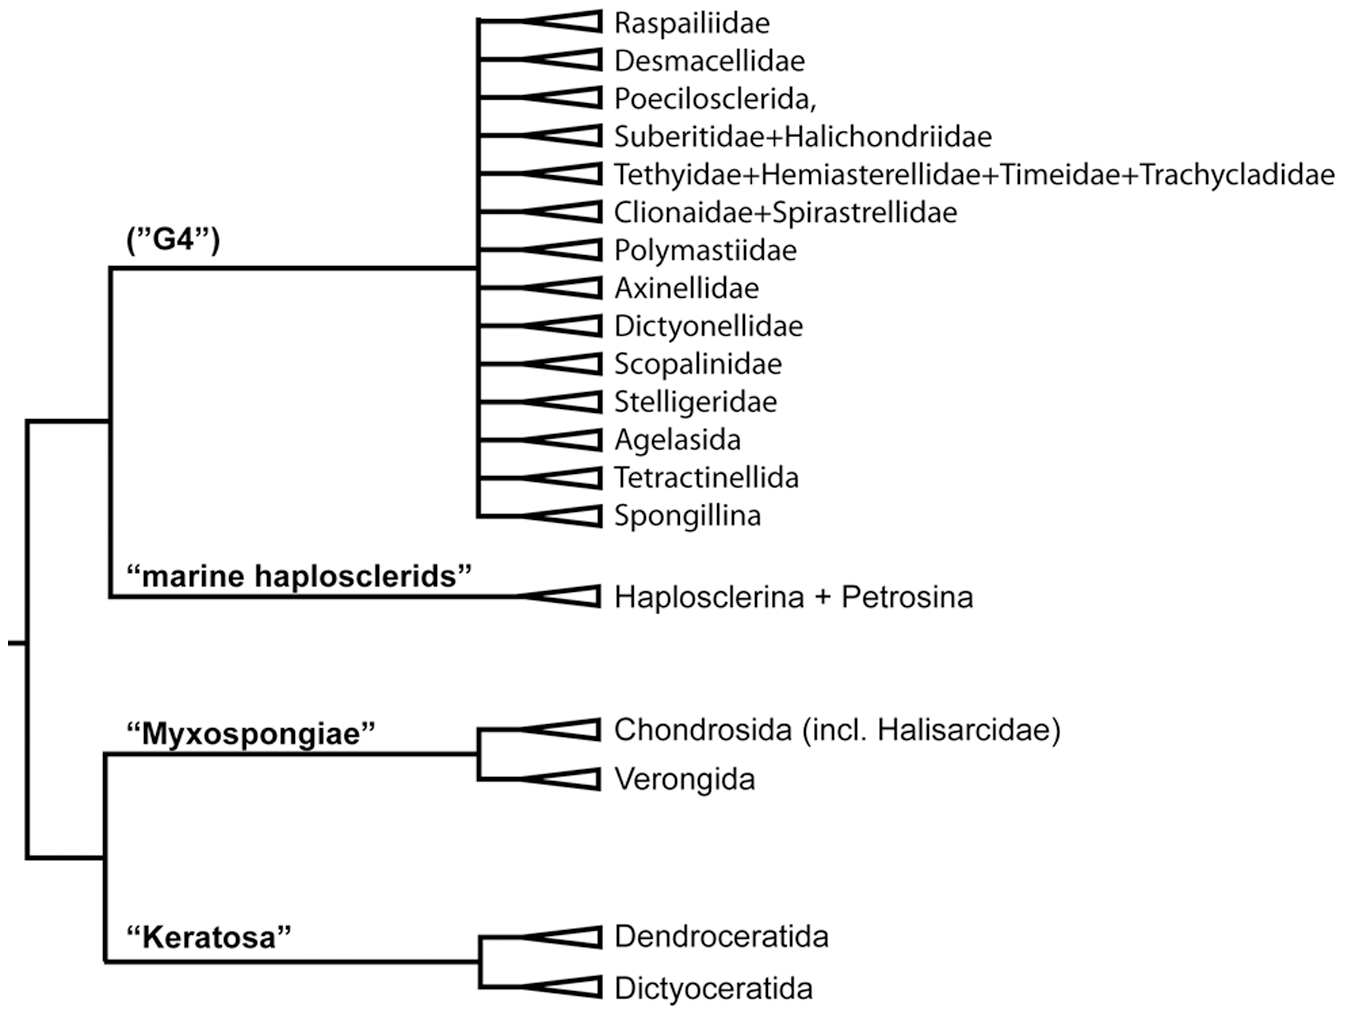 Raspailiidae
Desmacellidae
Poecilosclerida,
Suberitidae+Halichondriidae
Tethyidae+Hemiasterellidae+Timeidae+Trachycladidae
Clionaidae+Spirastrellidae
(”G4”)
Polymastiidae
Axinellidae
Dictyonellidae
Scopalinidae
Stelligeridae
Agelasida
Tetractinellida
Spongillina
“marine haplosclerids”
Haplosclerina + Petrosina
“Myxospongiae”
Chondrosida (incl. Halisarcidae)
Verongida
“Keratosa”
Dendroceratida
Dictyoceratida